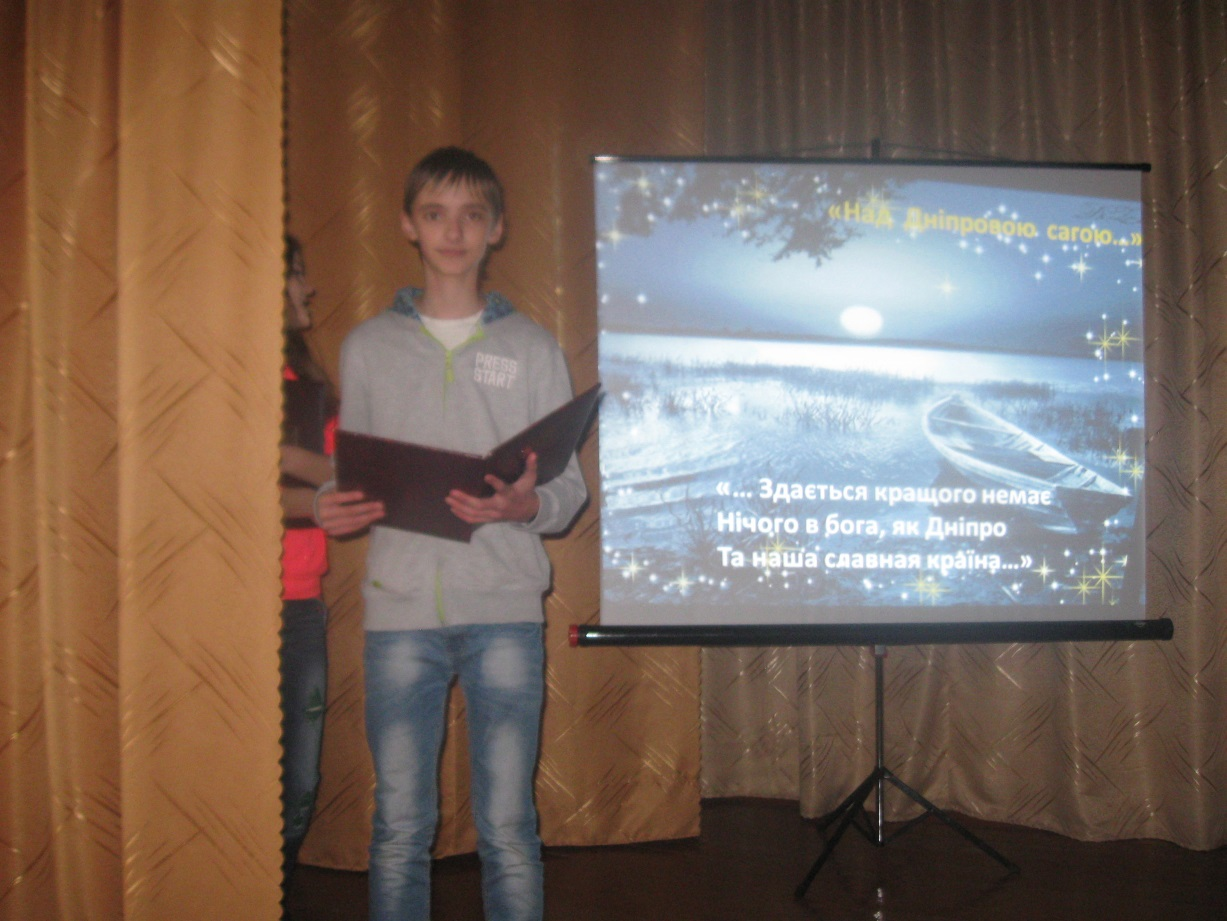 PRESS
START
«Над Дніпровою сагою...»
«... Здається кращого немає
Нічого в бога, як Дніпро
Та наша славная країна...»